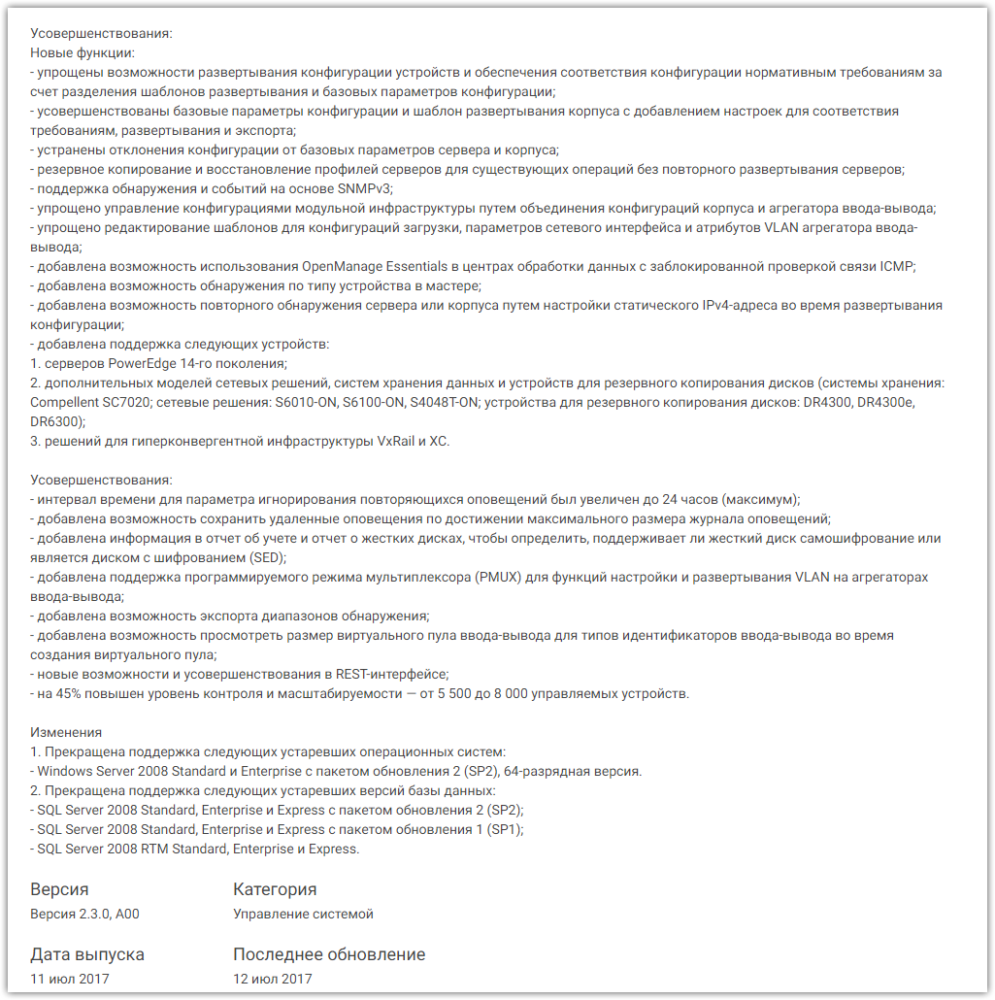 Усовершенствования:
Новые функции:
- упрощены возможности развертывания конфигурации устройств и обеспечения соответствия конфигурации нормативным требованиям за
счет разделения шаблонов развертывания и базовых параметров конфигурации;
- усовершенствованы базовые параметры конфигурации и шаблон развертывания корпуса с добавлением настроек для соответствия
требованиям, развертывания и экспорта;
- устранены отклонения конфигурации от базовых параметров сервера и корпуса;
- резервное копирование и восстановление профилей серверов для существующих операций без повторного развертывания серверов;
- поддержка обнаружения и событий на основе SNMPv3;
- упрощено управление конфигурациями модульной инфраструктуры путем объединения конфигураций корпуса и агрегатора ввода-вывода;
- упрощено редактирование шаблонов для конфигураций загрузки, параметров сетевого интерфейса и атрибутов VLAN агрегатора ввода-
вывода;
- добавлена возможность использования OpenManage Essentials в центрах обработки данных с заблокированной проверкой связи ICMP;
- добавлена возможность обнаружения по типу устройства в мастере;
- добавлена возможность повторного обнаружения сервера или корпуса путем настройки статического IPv4-адреса во время развертывания
конфигурации;
- добавлена поддержка следующих устройств:
1. серверов PowerEdge 14-го поколения;
2. дополнительных моделей сетевых решений, систем хранения данных и устройств для резервного копирования дисков (системы хранения:
Compellent SC7020; сетевые решения: S6010-ON, S6100-ON, S4048T-ON; устройства для резервного копирования дисков: DR4300, DR4300e,
DR6300);
3. решений для гиперконвергентной инфраструктуры VxRail и XC.
Усовершенствования:
- интервал времени для параметра игнорирования повторяющихся оповещений был увеличен до 24 часов (максимум);
- добавлена возможность сохранить удаленные оповещения по достижении максимального размера журнала оповещений;
- добавлена информация в отчет об учете и отчет о жестких дисках, чтобы определить, поддерживает ли жесткий диск самошифрование или
является диском с шифрованием (SED);
- добавлена поддержка программируемого режима мультиплексора (PMUX) для функций настройки и развертывания VLAN на агрегаторах
ввода-вывода;
- добавлена возможность экспорта диапазонов обнаружения;
- добавлена возможность просмотреть размер виртуального пула ввода-вывода для типов идентификаторов ввода-вывода во время
создания виртуального пула;
- новые возможности и усовершенствования в REST-интерфейсе;
- на 45% повышен уровень контроля и масштабируемости — от 5 500 до 8 000 управляемых устройств.
Изменения
1. Прекращена поддержка следующих устаревших операционных систем:
- Windows Server 2008 Standard и Enterprise с пакетом обновления 2 (SP2), 64-разрядная версия.
2. Прекращена поддержка следующих устаревших версий базы данных:
- SQL Server 2008 Standard, Enterprise и Express с пакетом обновления 2 (SP2);
- SQL Server 2008 Standard, Enterprise и Express с пакетом обновления 1 (SP1);
- SQL Server 2008 RTM Standard, Enterprise и Express.
Версия
Версия 2.3.0, A00
Категория
Управление системой
Дата выпуска
11 июл 2017
Последнее обновление
12 июл 2017